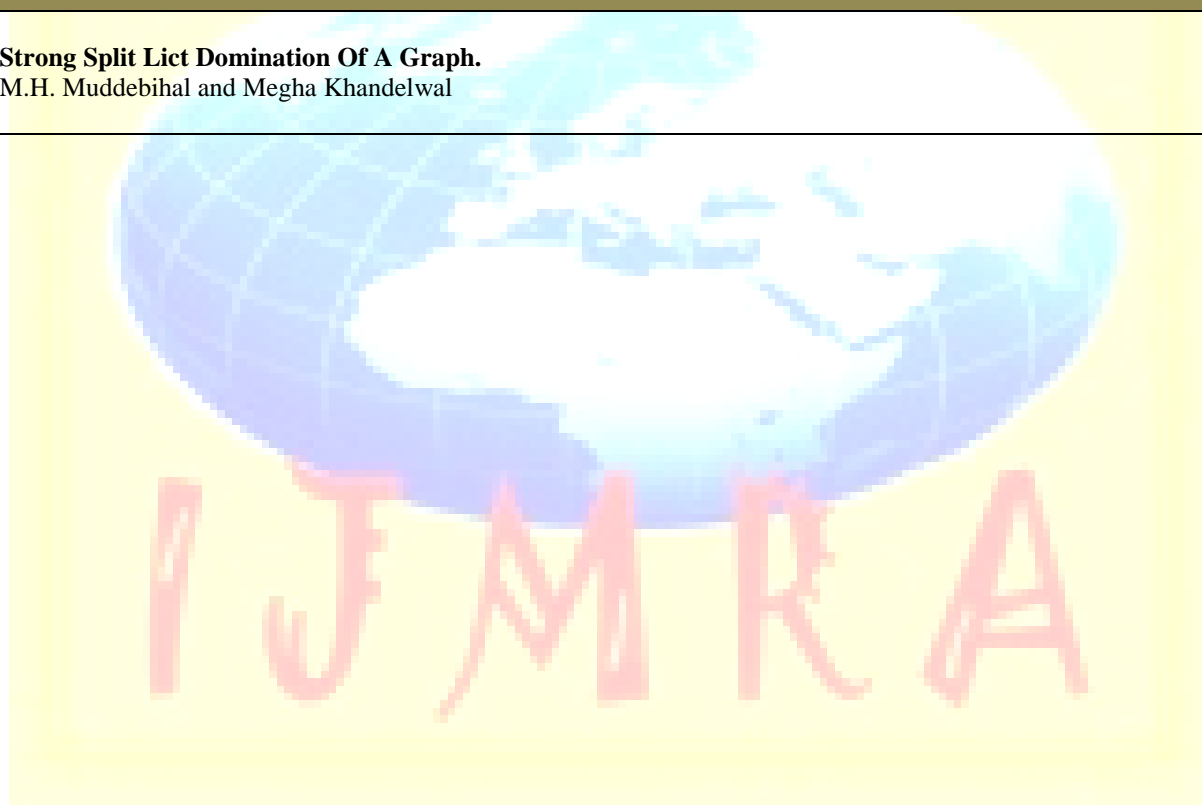 Strong Split Lict Domination Of A Graph.
M.H. Muddebihal and Megha Khandelwal
IJMRA